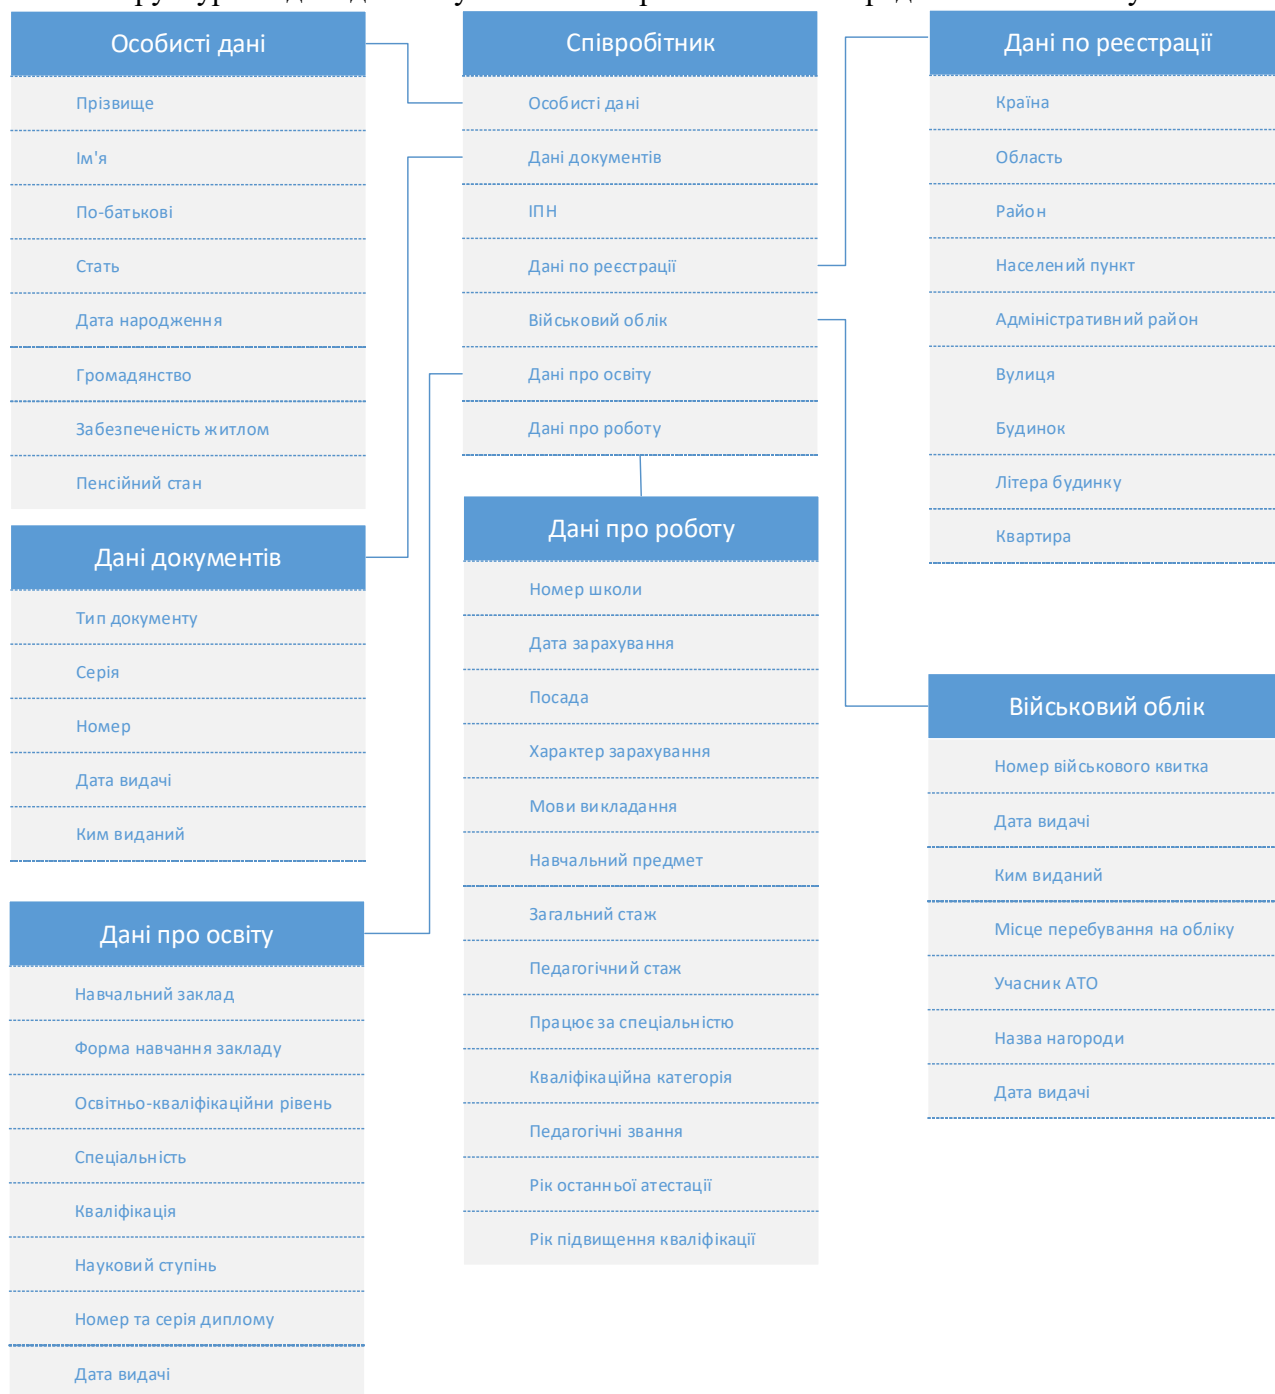 Особисті дані
Прізвище
Ім'я
По-батькові
Стать
Дата народження
Громадянство
Забезпеченість житлом
Пенсійний стан
Дані документів
Тип документу
Серія
Номер
Дата видачі
Ким виданий
Дані про освіту
Навчальний заклад
Форма навчання закладу
Освітньо-кваліфікаційни рівень
Спеціальність
Кваліфікація
Науковий ступінь
Номер та серія диплому
Дата видачі
Співробітник
Особисті дані
Дані документів
ІПН
Дані по реєстрації
Військовий облік
Дані про освіту
Дані про роботу
Дані про роботу
Номер школи
Дата зарахування
Посада
Характер зарахування
Мови викладання
Навчальний предмет
Загальний стаж
Педагогічний стаж
Працює за спеціальністю
Кваліфікаційна категорія
Педагогічні звання
Рік останньої атестації
Рік підвищення кваліфікації
Дані по реєстрації
Країна
Область
Район
Населений пункт
Адміністративний район
Вулиця
Будинок
Літера будинку
Квартира
Військовий облік
Номер військового квитка
Дата видачі
Ким виданий
Місце перебування на обліку
Учасник АТО
Назва нагороди
Дата видачі